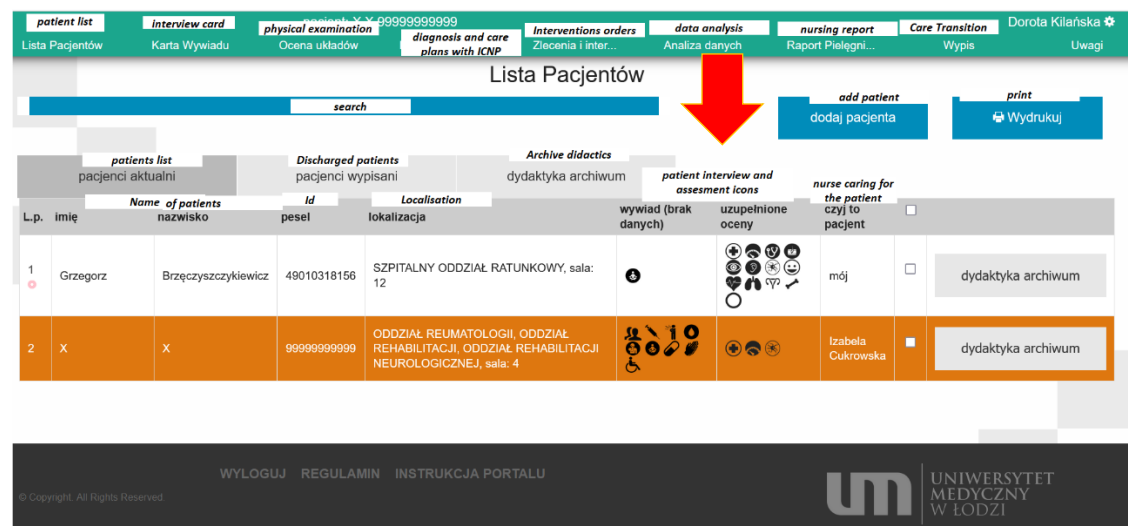 patient list
interview card
physical examination
pacjent: X X 99999999999
diagnosis and care plans with ICNP
Interventions orders
data analysis
nursing report
Care Transition
Dorota Kilańska
Lista Pacjentów
Karta Wywiadu
Ocena układów
Zlecenia i inter...
Analiza danych
Raport Pielęgni...
Wypis
Uwagi
Lista Pacjentów
search
add patient
dodaj pacjenta
print
Wydrukuj
patients list
pacjenci aktualni
Discharged patients
pacjenci wypisani
Archive didactics
dydaktyka archiwum
patient interview and assesment icons
nurse caring for the patient
Name of patients
Id
Localisation
L.p. imię nazwisko pesel lokalizacja
wywiad (brak danych)
uzupełnione oceny
czyj to pacjent
1 Grzegorz Brzęczyszczykiewicz 49010318156
SZPITALNY ODDZIAŁ RATUNKOWY, sala: 12
mój
dydaktyka archiwum
2 X X 99999999999
ODDZIAŁ REUMATOLOGII, ODDZIAŁ
REHABILITACJI, ODDZIAŁ REHABILITACJI
NEUROLOGICZNEJ, sala: 4
Izabela Cukrowska
dydaktyka archiwum
WYLOGUJ REGULAMIN INSTRUKCJA PORTALU
© Copyright. All Rights Reserved.
um
UNIWERSYTET
MEDYCZNY
W ŁODZI